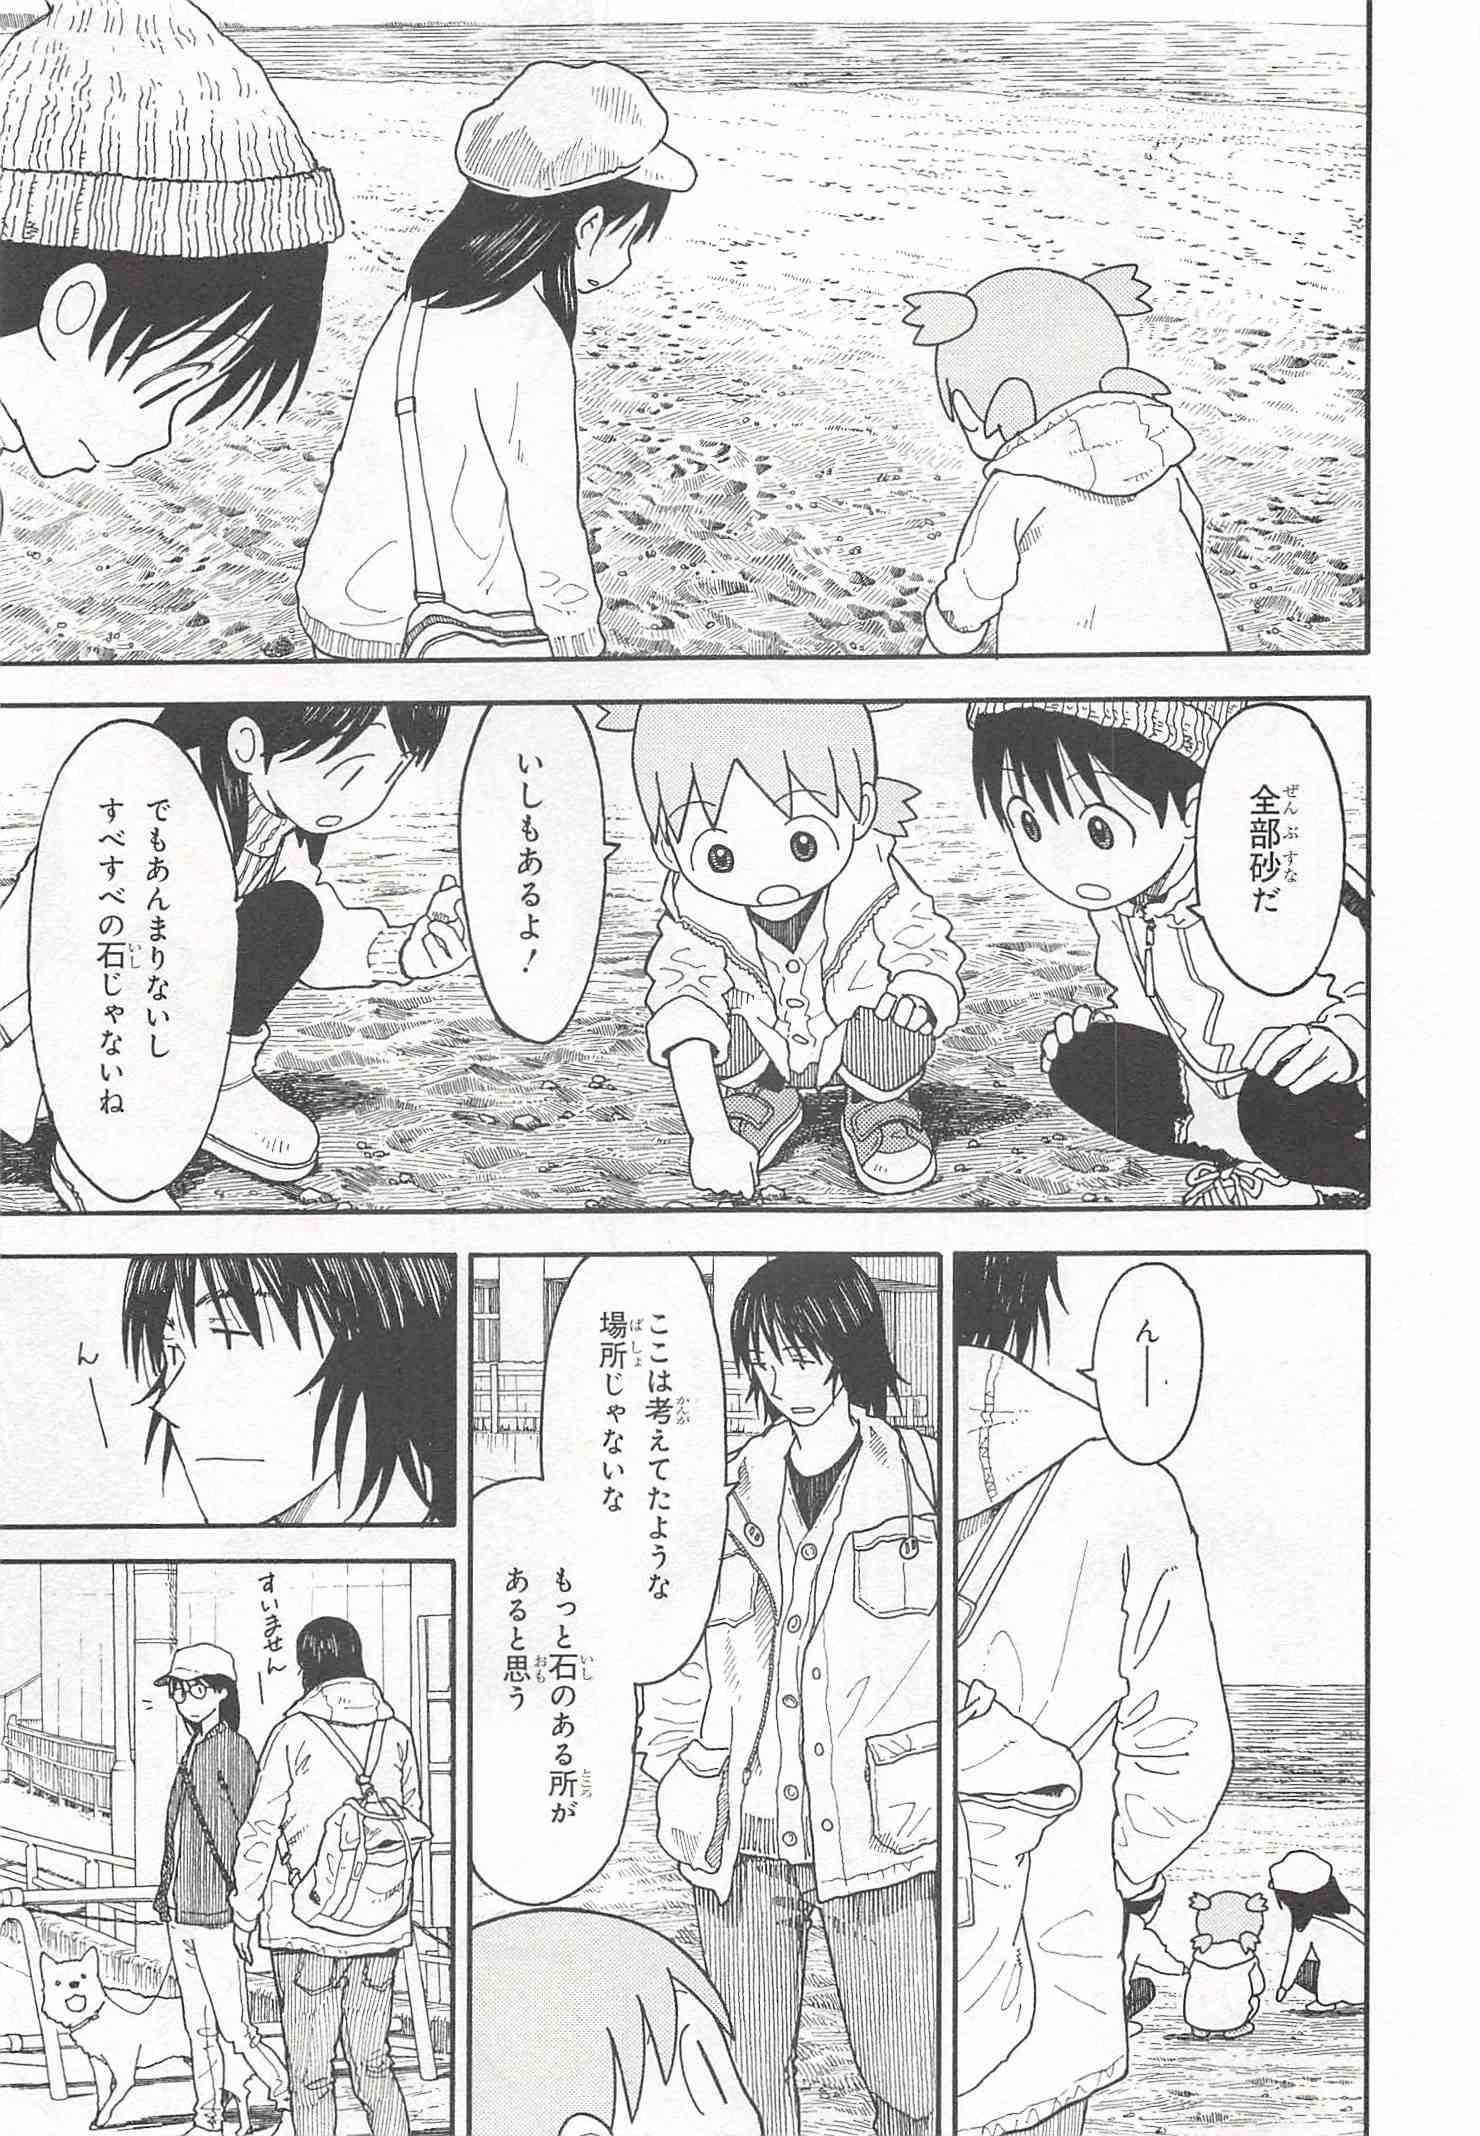 全部砂だ
いしもあるよ！
でもあんまりないし
すべすべの石じゃないね
んー
ここは考えてたような
場所じゃないな
もっと石のある所が
あると思う
んー
すいませーん